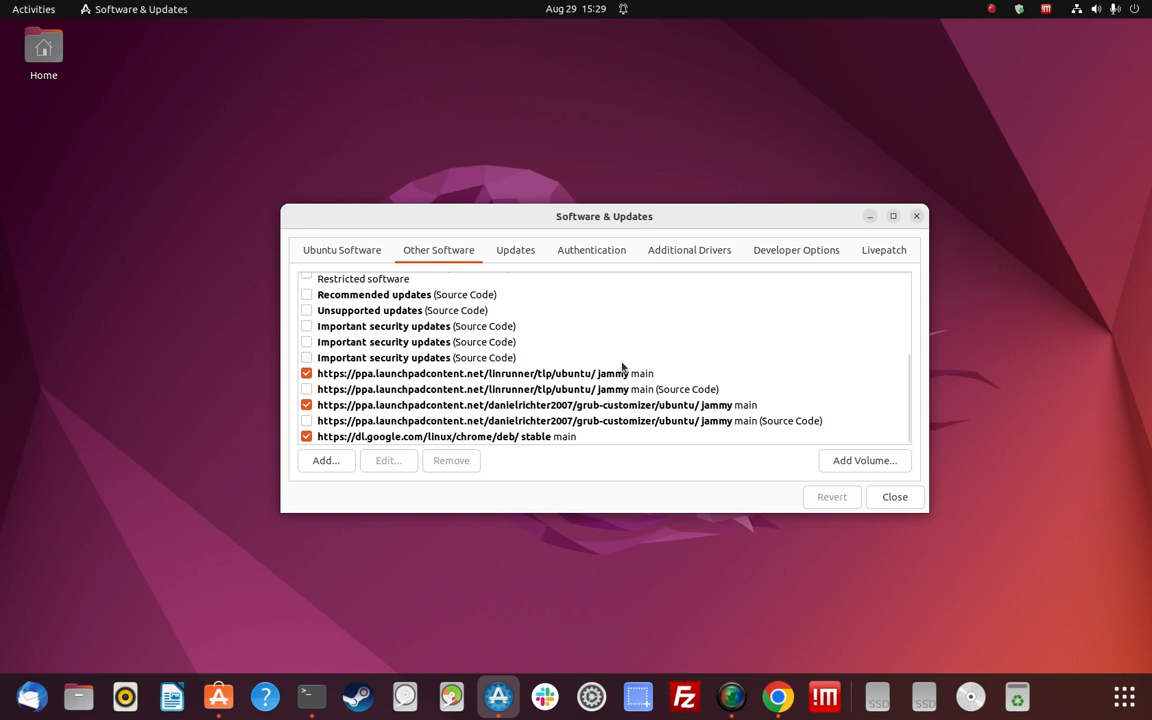 Activities Software & Updates Aug 29 15:29
Home
Software & Updates
Ubuntu Software Other Software Updates Authentication Additional Drivers Developer Options Livepatch
Restricted software
Recommended updates (Source Code)
Unsupported updates (Source Code)
Important security updates (Source Code)
Important security updates (Source Code)
Important security updates (Source Code)
https://ppa.launchpadcontent.net/linrunner/tlp/ubuntu/ jammy main
https://ppa.launchpadcontent.net/linrunner/tlp/ubuntu/ jammy main (Source Code)
https://ppa.launchpadcontent.net/danielrichter2007/grub-customizer/ubuntu/ jammy main
https://ppa.launchpadcontent.net/danielrichter2007/grub-customizer/ubuntu/ jammy main (Source Code)
https://dl.google.com/linux/chrome/deb/ stable main
Add... Edit... Remove Add Volume...
Revert Close
SSD SSD